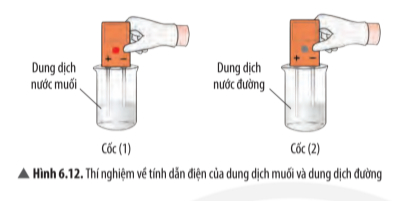 Dung dịch
nước muối
+ −
Cốc (1)
Dung dịch
nước đường
+ −
Cốc (2)
▲ Hình 6.12. Thí nghiệm về tính dẫn điện của dung dịch muối và dung dịch đường